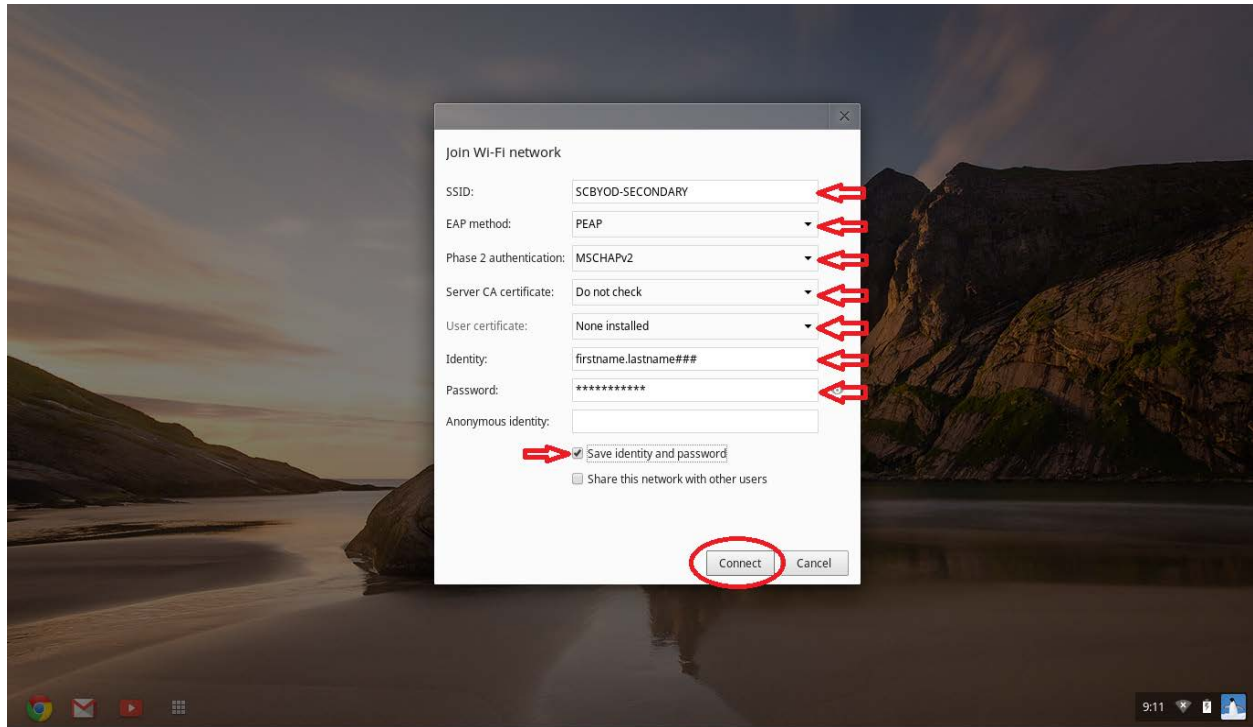 Join Wi-Fi network
SSID: SCBYOD-SECONDARY
EAP method: PEAP
Phase 2 authentication: MSCHAPv2
Server CA certificate: Do not check
User certificate: None installed
Identity: firstname.lastname###
Password: ***********
Anonymous identity:
Save identity and password
Share this network with other users
Connect Cancel
9:11